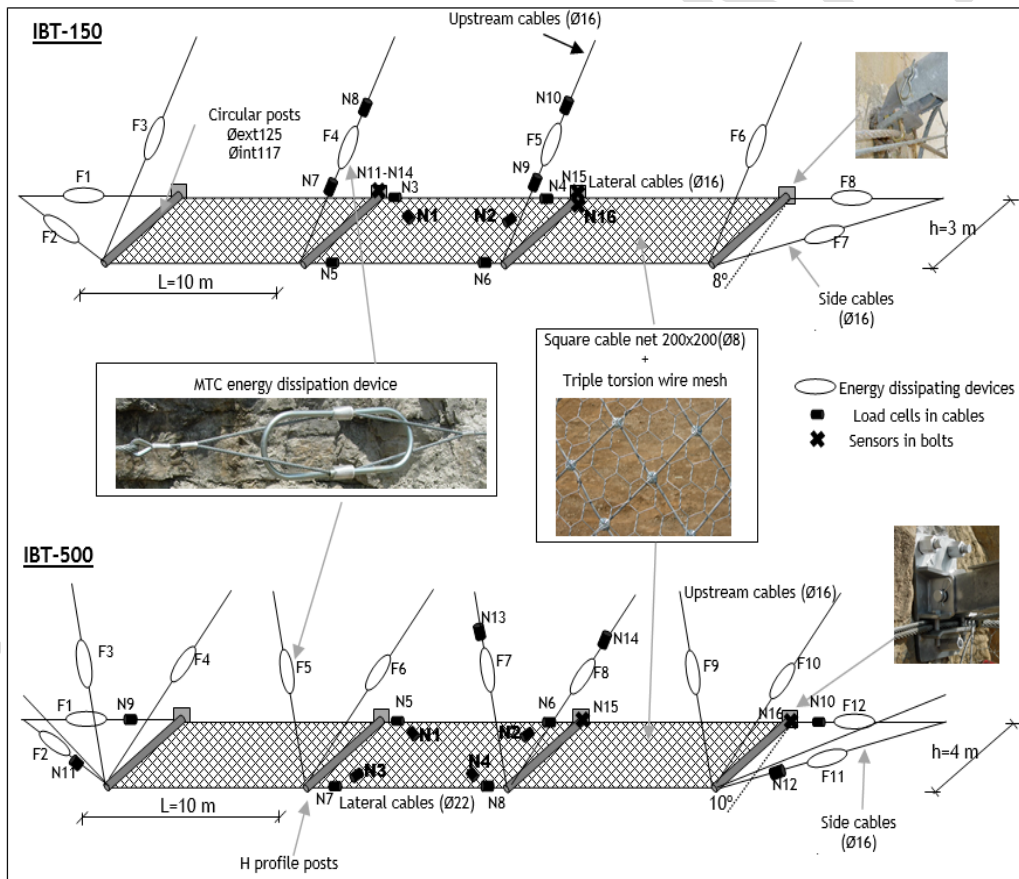 IBT-150
Upstream cables (Ø16)
N8
N10
Circular posts
Øext125
Øint117
F3
F4
F5
F6
F1
N7
N11-N14
N3
N9
N15
N4
Lateral cables (Ø16)
F8
F2
N1
N2
N16
F7
h=3 m
N5
N6
L=10 m
8º
Side cables
(Ø16)
MTC energy dissipation device
Square cable net 200x200(Ø8)
+
Triple torsion wire mesh
Energy dissipating devices
Load cells in cables
Sensors in bolts
IBT-500
Upstream cables (Ø16)
N13
N14
F3
F4
F5
F6
F7
F8
F9
F10
F1
N9
N5
N6
N15
N16
N10
F12
F2
N11
N1
N2
N3
N4
N12
F11
h=4 m
N7
Lateral cables (Ø22)
N8
L=10 m
10º
Side cables
(Ø16)
H profile posts